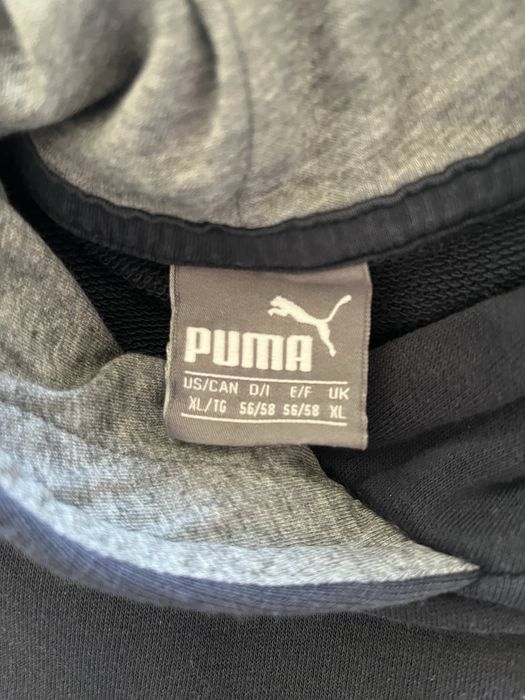 PUMA
US/CAN D/I E/F UK
XL/TG 56/58 56/58 XL